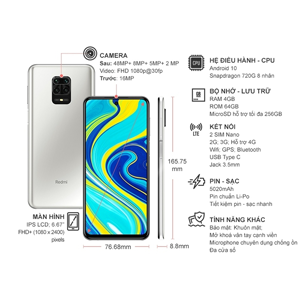 CAMERA
Sau: 48MP+ 8MP+ 5MP+ 2 MP
Video: FHD 1080p@30fp
Trước: 16MP
HỆ ĐIỀU HÀNH - CPU
Android 10
Snapdragon 720G 8 nhân
BỘ NHỚ - LƯU TRỮ
RAM 4GB
ROM 64GB
MicroSD hỗ trợ tối đa 256GB
KẾT NỐI
2 SIM Nano
2G, 3G, Hỗ trợ 4G
Wifi, GPS, Bluetooth
USB Type C
Jack 3.5mm
PIN - SẠC
5020mAh
Pin chuẩn Li-Po
Tiết kiệm pin - sạc nhanh
TÍNH NĂNG KHÁC
Bảo mật, Khuôn mặt,
Mở khóa vân tay cạnh viền
Microphone chuyên dụng chống ồn
Đa cửa sổ
MÀN HÌNH
IPS LCD, 6.67"
FHD+ (1080 x 2400)
pixels
Redmi
165.75
mm
76.68mm
8.8mm